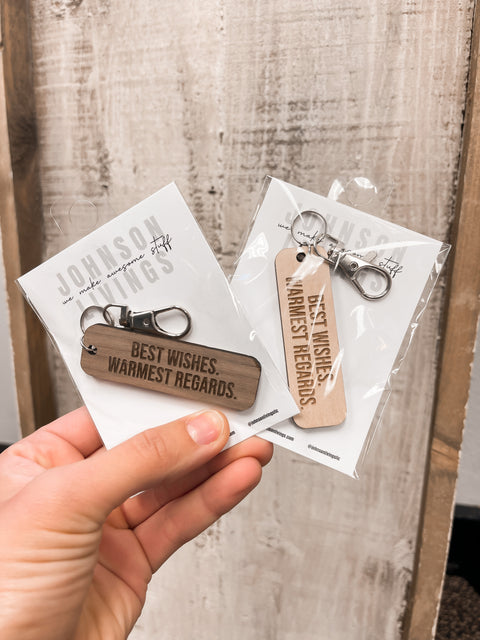 JOHNSON
we make awesome stuff
THINGS
BEST WISHES.
WARMEST REGARDS.
@johnsonthingsco
JOHNSON
we make awesome stuff
BEST WISHES.
WARMEST REGARDS.